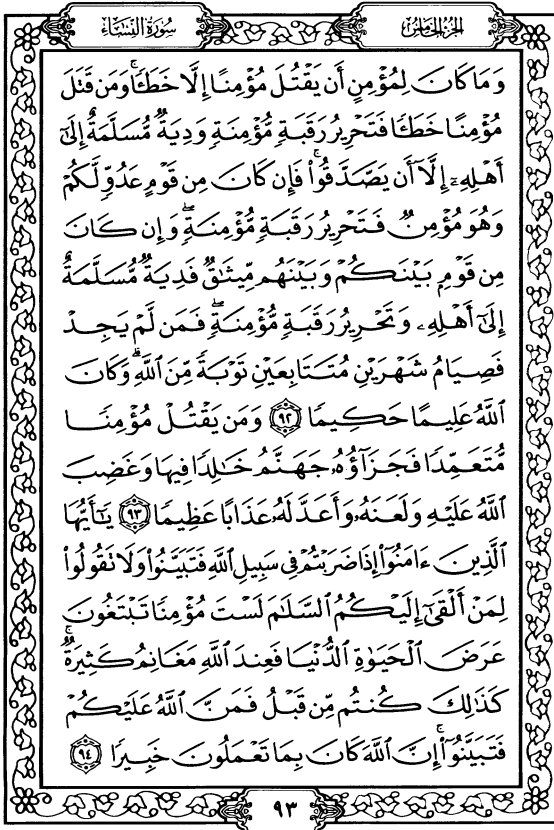 الجزء الخامس
سورة النساء
وَمَا كَانَ لِمُؤْمِنٍ أَن يَقْتُلَ مُؤْمِنًا إِلَّا خَطَـًٔا ۚ وَمَن قَتَلَ
مُؤْمِنًا خَطَـًٔا فَتَحْرِيرُ رَقَبَةٍ مُّؤْمِنَةٍ وَدِيَةٌ مُّسَلَّمَةٌ إِلَىٰٓ
أَهْلِهِۦٓ إِلَّآ أَن يَصَّدَّقُوا۟ ۚ فَإِن كَانَ مِن قَوْمٍ عَدُوٍّ لَّكُمْ
وَهُوَ مُؤْمِنٌ فَتَحْرِيرُ رَقَبَةٍ مُّؤْمِنَةٍ ۖ وَإِن كَانَ
مِن قَوْمٍۭ بَيْنَكُمْ وَبَيْنَهُم مِّيثَٰقٌ فَدِيَةٌ مُّسَلَّمَةٌ
إِلَىٰٓ أَهْلِهِۦ وَتَحْرِيرُ رَقَبَةٍ مُّؤْمِنَةٍ ۖ فَمَن لَّمْ يَجِدْ
فَصِيَامُ شَهْرَيْنِ مُتَتَابِعَيْنِ تَوْبَةً مِّنَ ٱللَّهِ ۗ وَكَانَ
ٱللَّهُ عَلِيمًا حَكِيمًا ٩٢ وَمَن يَقْتُلْ مُؤْمِنًا
مُّتَعَمِّدًا فَجَزَآؤُهُۥ جَهَنَّمُ خَٰلِدًا فِيهَا وَغَضِبَ
ٱللَّهُ عَلَيْهِ وَلَعَنَهُۥ وَأَعَدَّ لَهُۥ عَذَابًا عَظِيمًا ٩٣ يَٰٓأَيُّهَا
ٱلَّذِينَ ءَامَنُوٓا۟ إِذَا ضَرَبْتُمْ فِى سَبِيلِ ٱللَّهِ فَتَبَيَّنُوا۟ وَلَا تَقُولُوا۟
لِمَنْ أَلْقَىٰٓ إِلَيْكُمُ ٱلسَّلَٰمَ لَسْتَ مُؤْمِنًا تَبْتَغُونَ
عَرَضَ ٱلْحَيَوٰةِ ٱلدُّنْيَا فَعِندَ ٱللَّهِ مَغَانِمُ كَثِيرَةٌ ۚ
كَذَٰلِكَ كُنتُم مِّن قَبْلُ فَمَنَّ ٱللَّهُ عَلَيْكُمْ
فَتَبَيَّنُوٓا۟ ۚ إِنَّ ٱللَّهَ كَانَ بِمَا تَعْمَلُونَ خَبِيرًا ٩٤
٩٣